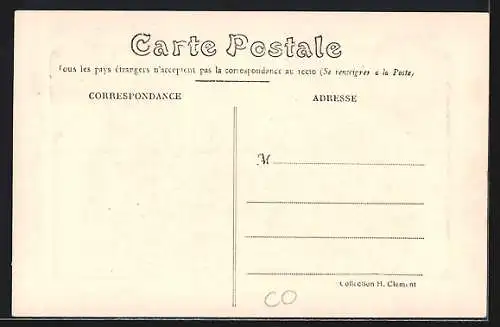 Carte Postale
Tous les pays étrangers n'acceptent pas la correspondance au recto (Se renseigner à la Poste)
CORRESPONDANCE
ADRESSE
M
Collection H. Clément
CO